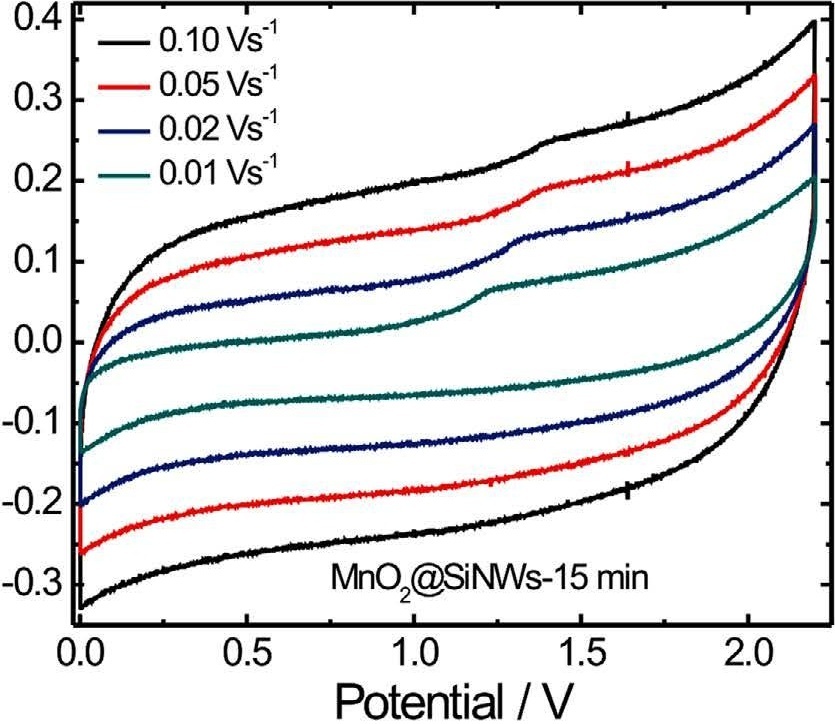 0.4
0.3
0.2
0.1
0.0
-0.1
-0.2
-0.3
0.10 Vs⁻¹
0.05 Vs⁻¹
0.02 Vs⁻¹
0.01 Vs⁻¹
MnO₂@SiNWs-15 min
0.0 0.5 1.0 1.5 2.0
Potential / V